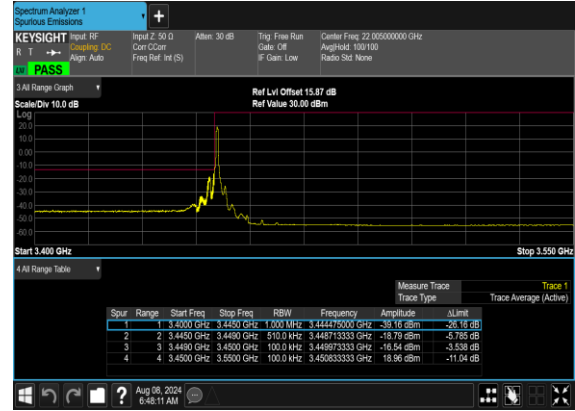 Spectrum Analyzer 1
Spurious Emissions
+
KEYSIGHT Input: RF Input Z: 50 Ω Atten: 30 dB Trig: Free Run Center Freq: 22.005000000 GHz
R T Coupling: DC Corr CCorr Gate: Off Avg|Hold: 100/100
Align: Auto Freq Ref: Int (S) IF Gain: Low Radio Std: None
PASS
3 All Range Graph Ref Lvl Offset 15.87 dB
Scale/Div 10.0 dB Ref Value 30.00 dBm
Log
20.0
10.0
0.00
-10.0
-20.0
-30.0
-40.0
-50.0
-60.0
Start 3.400 GHz Stop 3.550 GHz
4 All Range Table
Measure Trace Trace 1
Trace Type Trace Average (Active)
Spur Range Start Freq Stop Freq RBW Frequency Amplitude ΔLimit
1 1 3.4000 GHz 3.4450 GHz 1.000 MHz 3.444475000 GHz -39.16 dBm -26.16 dB
2 2 3.4450 GHz 3.4490 GHz 510.0 kHz 3.448713333 GHz -18.79 dBm -5.785 dB
3 3 3.4490 GHz 3.4500 GHz 100.0 kHz 3.449973333 GHz -16.54 dBm -3.538 dB
4 4 3.4500 GHz 3.5500 GHz 100.0 kHz 3.450833333 GHz 18.96 dBm -11.04 dB
? Aug 08, 2024
6:48:11 AM